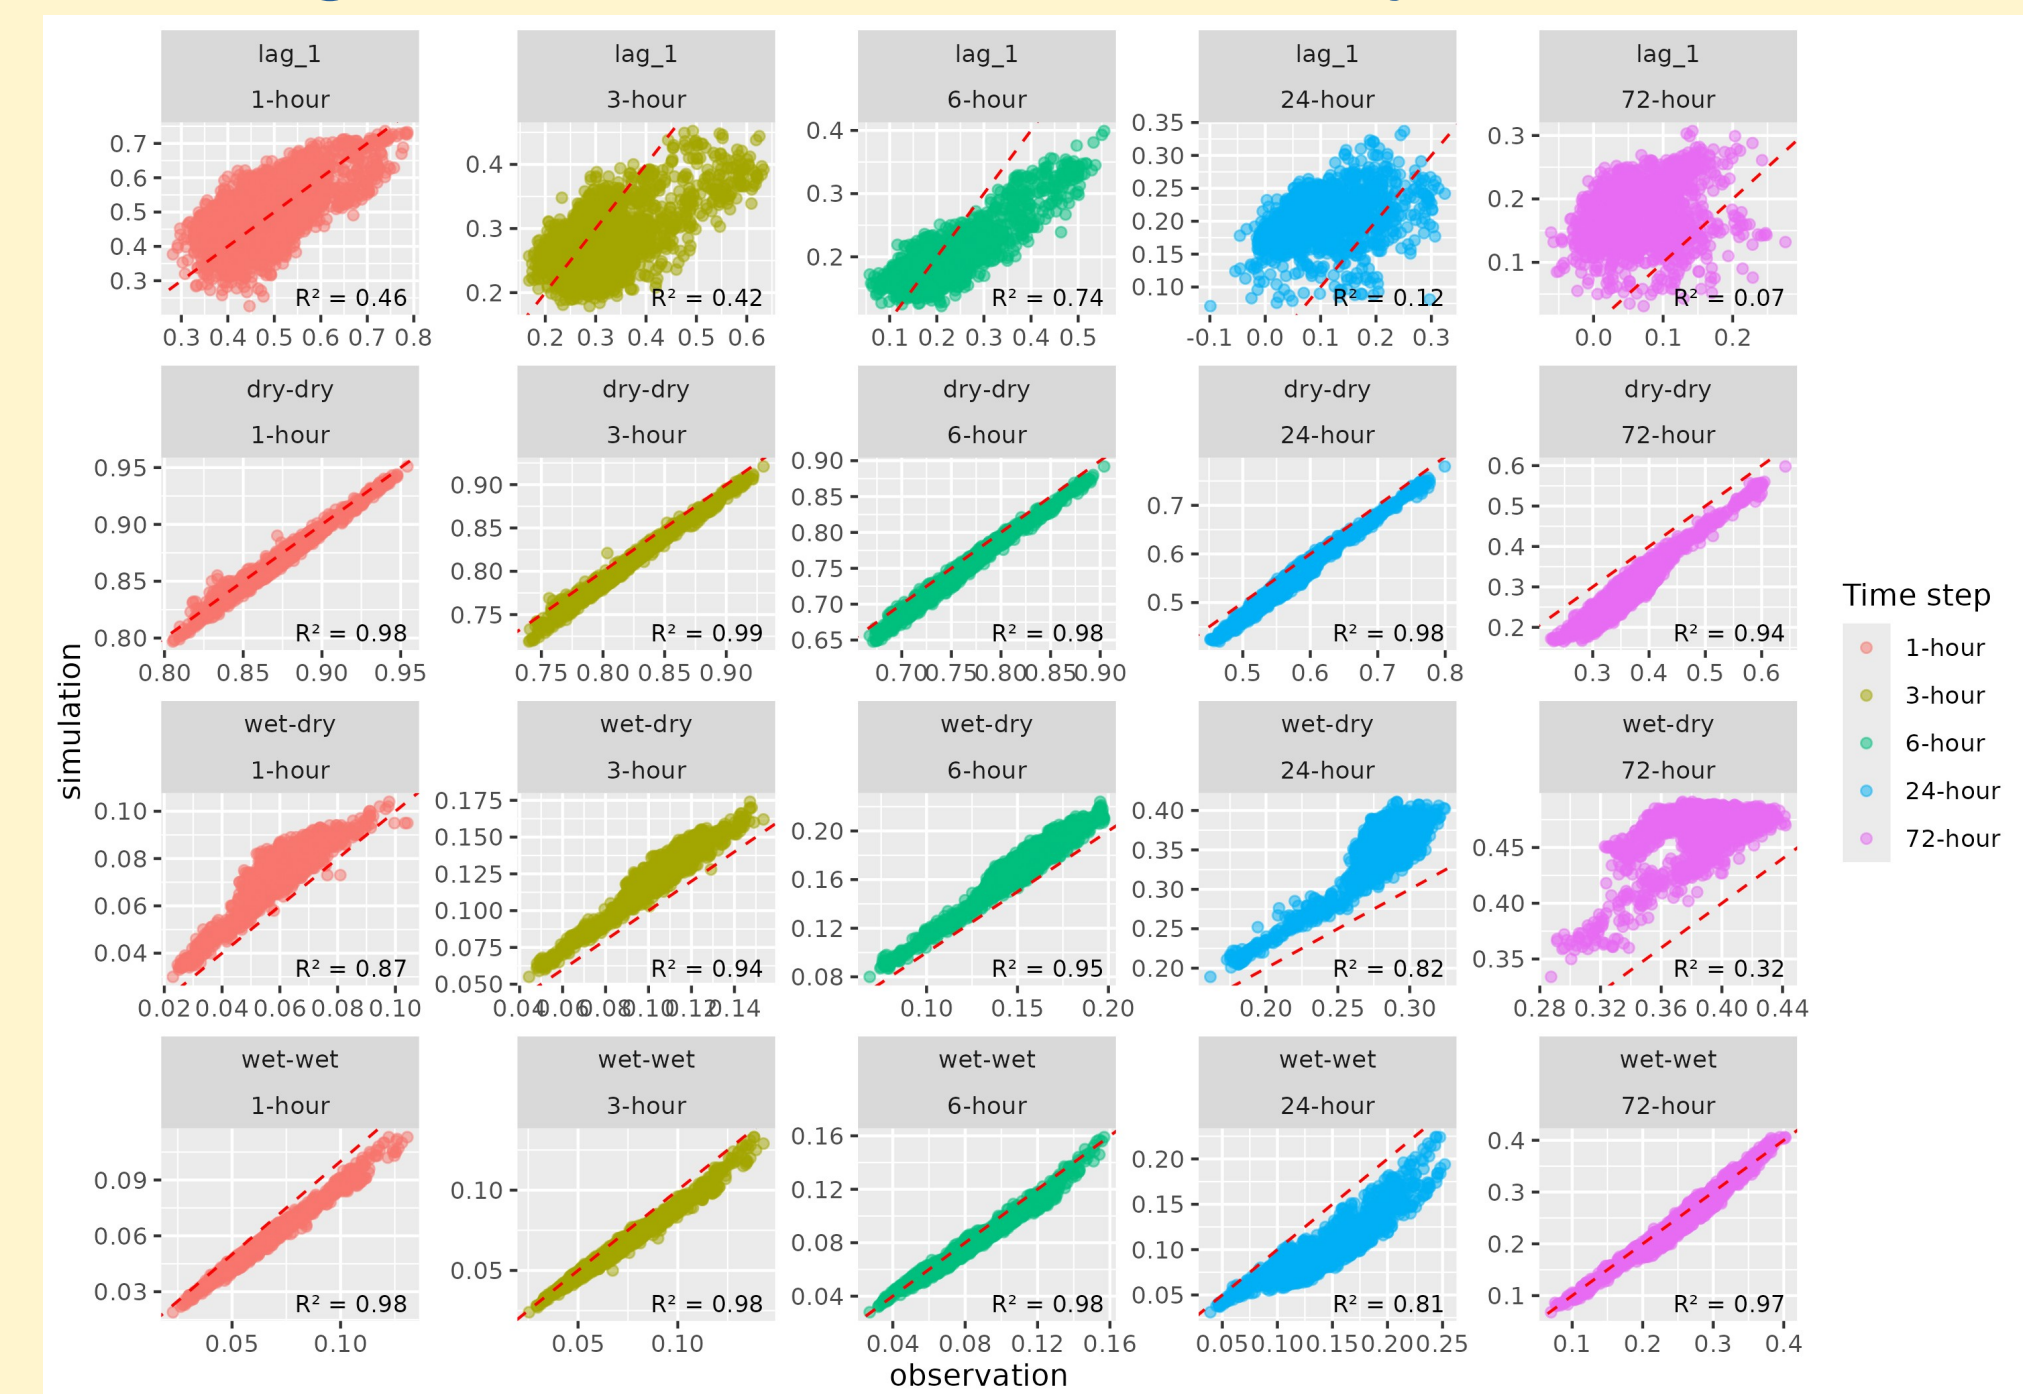 lag_1 lag_1 lag_1 lag_1 lag_1
1-hour 3-hour 6-hour 24-hour 72-hour
0.7 0.6 0.5 0.4 0.3
0.4 0.3 0.2
0.4 0.3 0.2
0.35 0.30 0.25 0.20 0.15 0.10
0.3 0.2 0.1
R² = 0.46 R² = 0.42 R² = 0.74 R² = 0.12 R² = 0.07
0.3 0.4 0.5 0.6 0.7 0.8
0.2 0.3 0.4 0.5 0.6
0.1 0.2 0.3 0.4 0.5
-0.1 0.0 0.1 0.2 0.3
0.0 0.1 0.2
dry-dry dry-dry dry-dry dry-dry dry-dry
1-hour 3-hour 6-hour 24-hour 72-hour
0.95 0.90 0.85 0.80
0.90 0.85 0.80 0.75
0.90 0.85 0.80 0.75 0.70 0.65
0.7 0.6 0.5
0.6 0.5 0.4 0.3 0.2
R² = 0.98 R² = 0.99 R² = 0.98 R² = 0.98 R² = 0.94
0.80 0.85 0.90 0.95
0.75 0.80 0.85 0.90
0.70 0.75 0.80 0.85 0.90
0.5 0.6 0.7 0.8
0.3 0.4 0.5 0.6
wet-dry wet-dry wet-dry wet-dry wet-dry
1-hour 3-hour 6-hour 24-hour 72-hour
0.10 0.08 0.06 0.04
0.175 0.150 0.125 0.100 0.075 0.050
0.20 0.16 0.12 0.08
0.40 0.35 0.30 0.25 0.20
0.45 0.40 0.35
R² = 0.87 R² = 0.94 R² = 0.95 R² = 0.82 R² = 0.32
0.02 0.04 0.06 0.08 0.10
0.04 0.06 0.08 0.10 0.12 0.14
0.10 0.15 0.20
0.20 0.25 0.30
0.28 0.32 0.36 0.40 0.44
wet-wet wet-wet wet-wet wet-wet wet-wet
1-hour 3-hour 6-hour 24-hour 72-hour
0.09 0.06 0.03
0.10 0.05
0.16 0.12 0.08 0.04
0.20 0.15 0.10 0.05
0.4 0.3 0.2 0.1
R² = 0.98 R² = 0.98 R² = 0.98 R² = 0.81 R² = 0.97
0.05 0.10
0.05 0.10
0.04 0.08 0.12 0.16
0.05 0.10 0.15 0.20 0.25
0.1 0.2 0.3 0.4
simulation
observation
Time step
1-hour
3-hour
6-hour
24-hour
72-hour